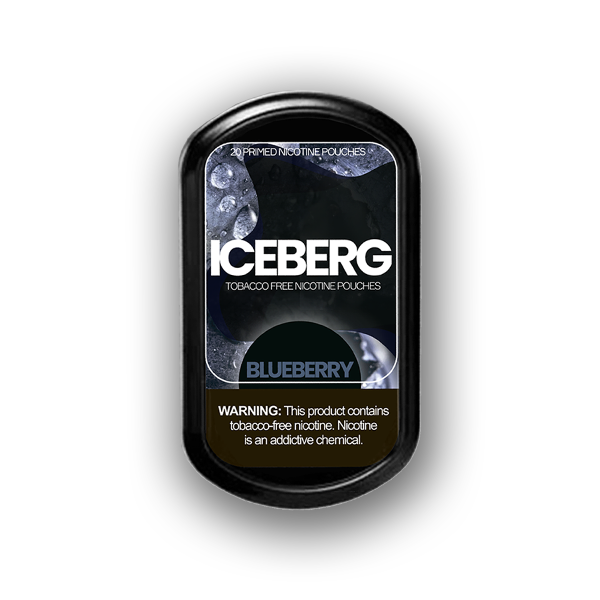 20 PRIMED NICOTINE POUCHES
ICEBERG
TOBACCO FREE NICOTINE POUCHES
BLUEBERRY
WARNING: This product contains
tobacco-free nicotine. Nicotine
is an addictive chemical.